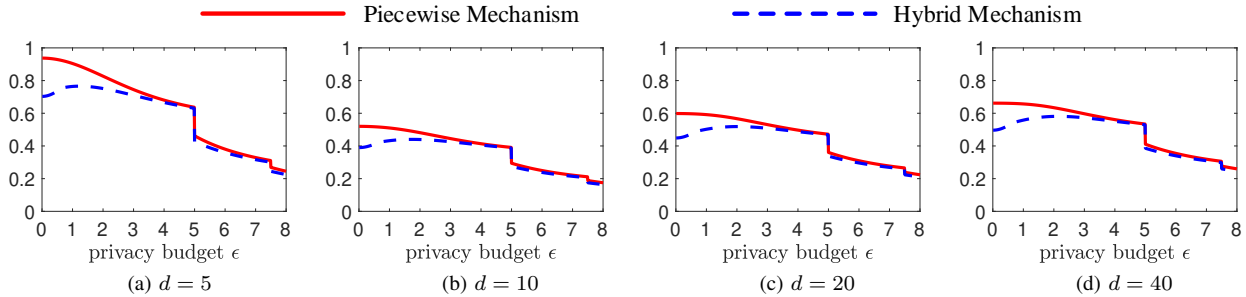 Piecewise Mechanism Hybrid Mechanism
1 1 1 1
0.8 0.8 0.8 0.8
0.6 0.6 0.6 0.6
0.4 0.4 0.4 0.4
0.2 0.2 0.2 0.2
0 0 0 0
0 1 2 3 4 5 6 7 8 0 1 2 3 4 5 6 7 8 0 1 2 3 4 5 6 7 8 0 1 2 3 4 5 6 7 8
privacy budget ϵ privacy budget ϵ privacy budget ϵ privacy budget ϵ
(a) d = 5 (b) d = 10 (c) d = 20 (d) d = 40